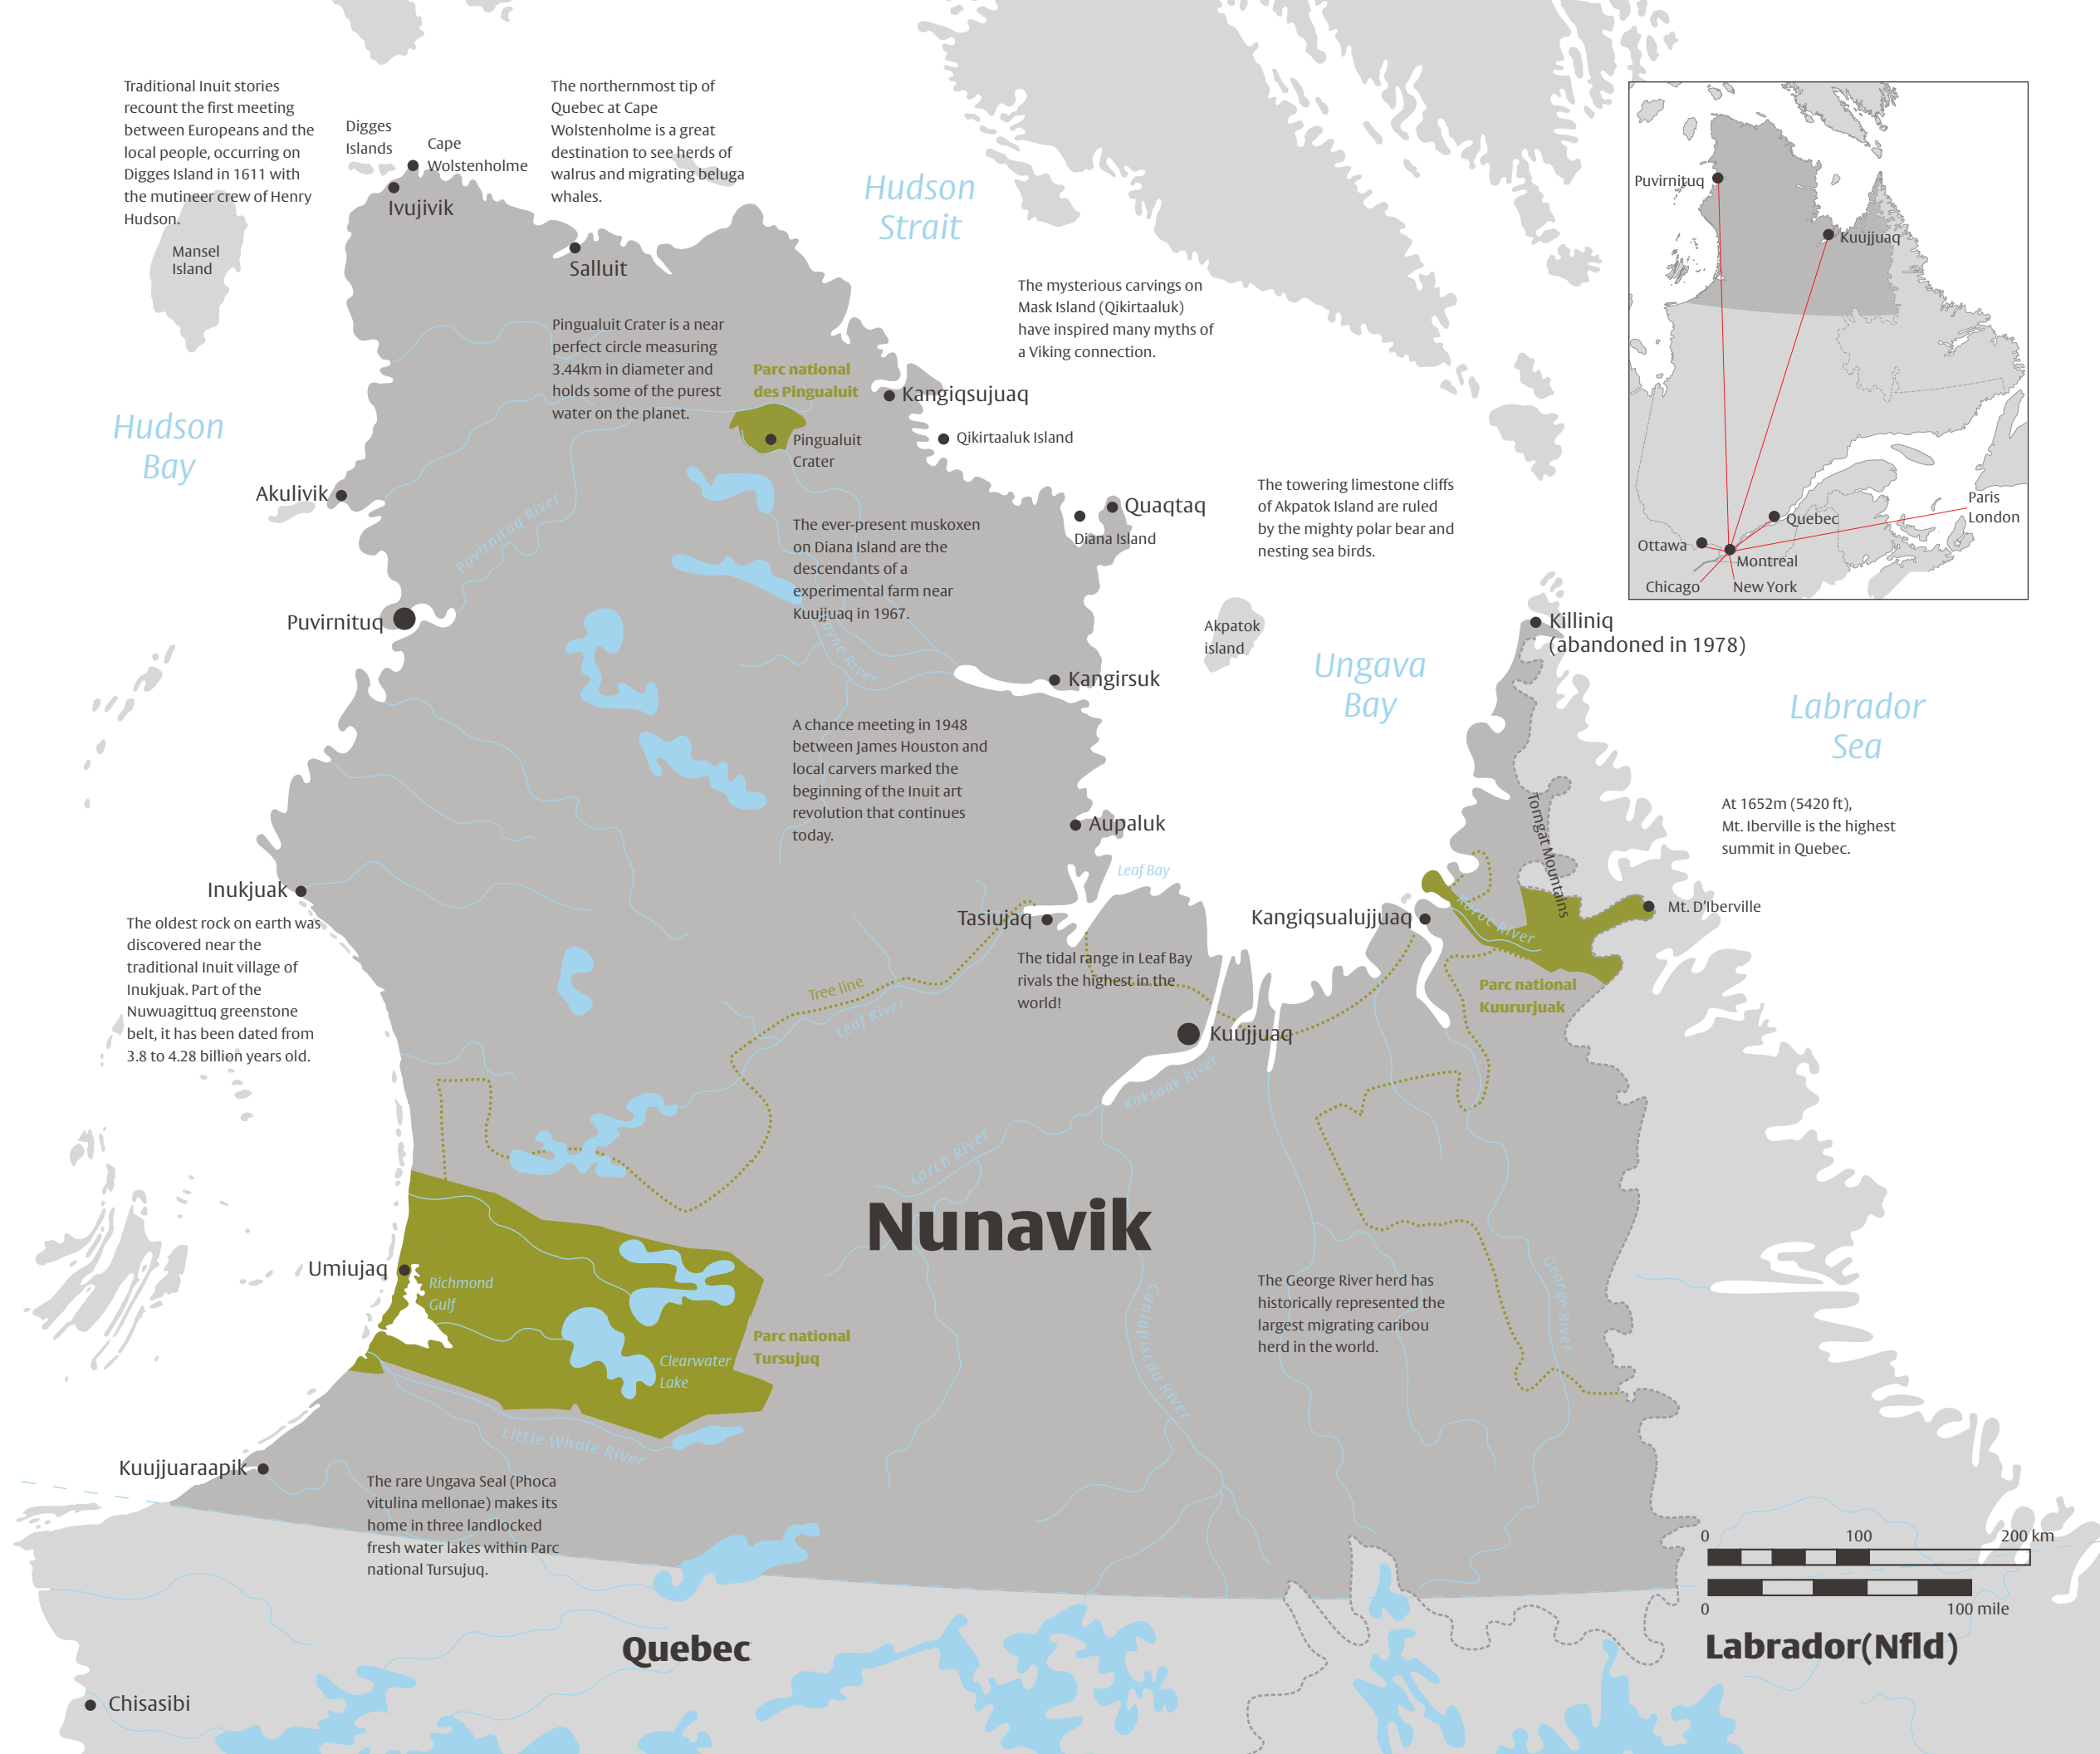 Traditional Inuit stories
recount the first meeting
between Europeans and the
local people, occurring on
Digges Island in 1611 with
the mutineer crew of Henry
Hudson.
Digges
Islands
Cape
Wolstenholme
Ivujivik
The northernmost tip of
Quebec at Cape
Wolstenholme is a great
destination to see herds of
walrus and migrating beluga
whales.
Mansel
Island
Salluit
Hudson
Strait
The mysterious carvings on
Mask Island (Qikirtaaluk)
have inspired many myths of
a Viking connection.
Pingualuit Crater is a near
perfect circle measuring
3.44km in diameter and
holds some of the purest
water on the planet.
Parc national
des Pingualuit
Kangiqsujuaq
Pingualuit
Crater
Qikirtaaluk Island
Hudson
Bay
Akulivik
Puvirnituq River
Quaqtaq
Diana Island
The ever-present muskoxen
on Diana Island are the
descendants of a
experimental farm near
Kuujjuaq in 1967.
The towering limestone cliffs
of Akpatok Island are ruled
by the mighty polar bear and
nesting sea birds.
Puvirnituq
Kuujjuaq
Quebec
Ottawa
Montreal
Chicago
New York
Paris
London
Puvirnituq
River
Kangirsuk
Akpatok
island
Ungava
Bay
Killiniq
(abandoned in 1978)
Labrador
Sea
A chance meeting in 1948
between James Houston and
local carvers marked the
beginning of the Inuit art
revolution that continues
today.
Aupaluk
Leaf Bay
Torngat Mountains
At 1652m (5420 ft),
Mt. Iberville is the highest
summit in Quebec.
Inukjuak
The oldest rock on earth was
discovered near the
traditional Inuit village of
Inukjuak. Part of the
Nuwuagittuq greenstone
belt, it has been dated from
3.8 to 4.28 billion years old.
Tasiujaq
Kangiqsualujjuaq
Koroc River
Mt. D'Iberville
The tidal range in Leaf Bay
rivals the highest in the
world!
Parc national
Kuururjuak
Tree line
Leaf River
Kuujjuaq
Koksoak River
Larch River
Nunavik
Umiujaq
Richmond
Gulf
Clearwater
Lake
Parc national
Tursujuq
Caniapiscau River
The George River herd has
historically represented the
largest migrating caribou
herd in the world.
George River
Little Whale River
Kuujjuaraapik
The rare Ungava Seal (Phoca
vitulina mellonae) makes its
home in three landlocked
fresh water lakes within Parc
national Tursujuq.
0 100 200 km
0 100 mile
Quebec
Labrador(Nfld)
Chisasibi